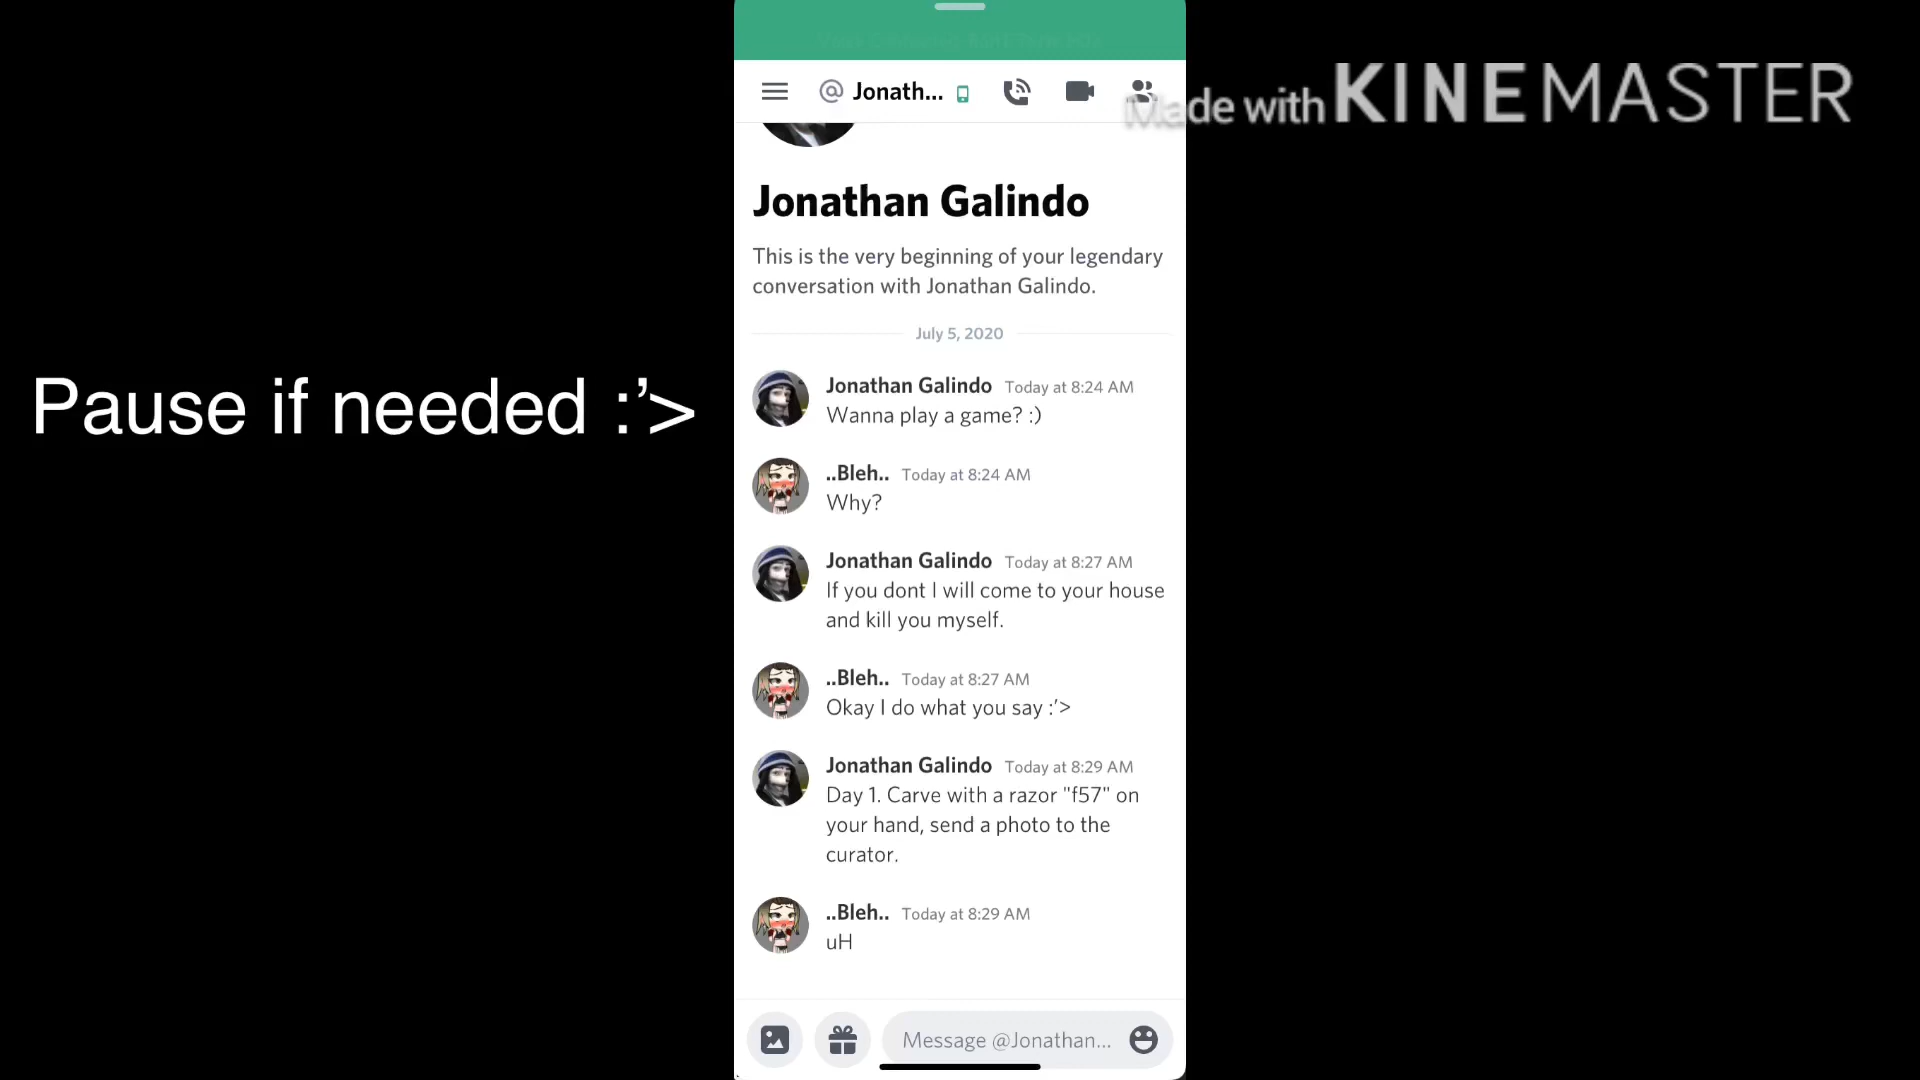 Made with KINEMASTER
@ Jonath...
Jonathan Galindo
This is the very beginning of your legendary
conversation with Jonathan Galindo.
July 5, 2020
Pause if needed :’>
Jonathan Galindo Today at 8:24 AM
Wanna play a game? :)
..Bleh.. Today at 8:24 AM
Why?
Jonathan Galindo Today at 8:27 AM
If you dont I will come to your house
and kill you myself.
..Bleh.. Today at 8:27 AM
Okay I do what you say :’>
Jonathan Galindo Today at 8:29 AM
Day 1. Carve with a razor "f57" on
your hand, send a photo to the
curator.
..Bleh.. Today at 8:29 AM
uH
Message @Jonathan...